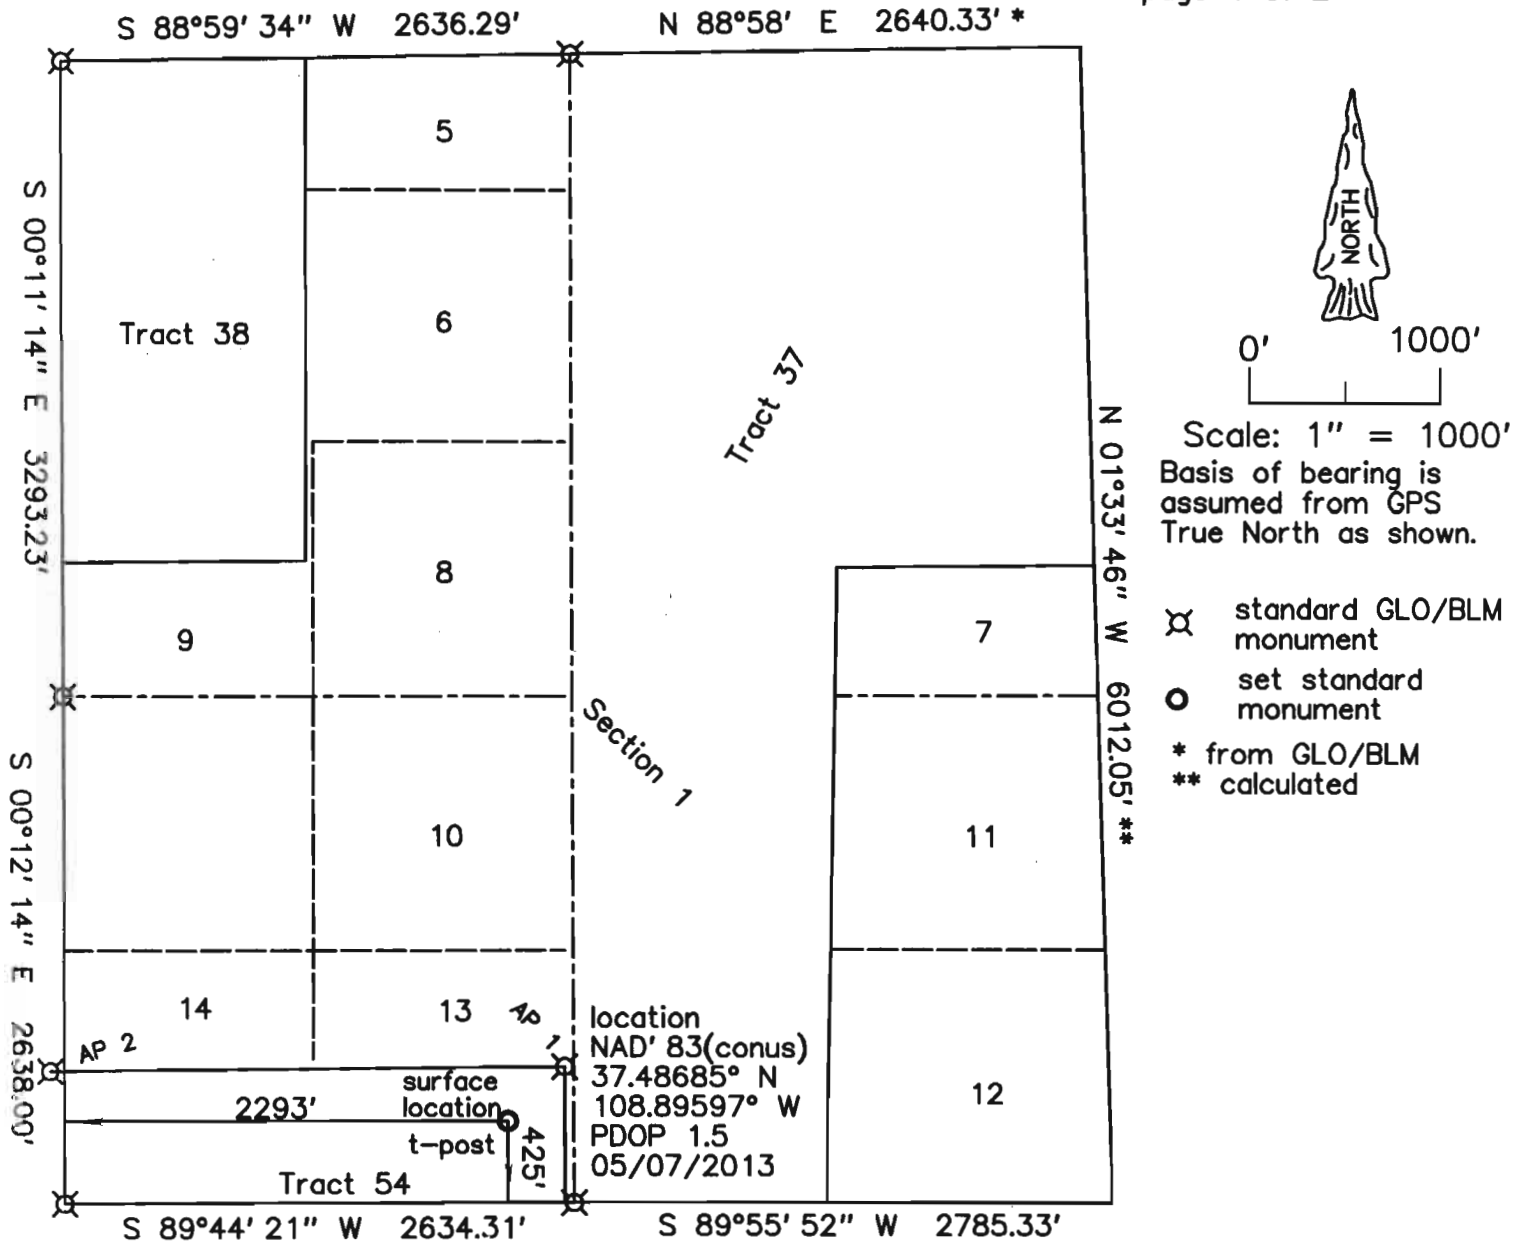 S 88°59' 34" W 2636.29'
N 88°58' E 2640.33' *
5
S 00°11' 14" E 3293.23'
Tract 38
6
Tract 37
NORTH
0'
1000'
Scale: 1" = 1000'
Basis of bearing is
assumed from GPS
True North as shown.
N 01°33' 46" W 6012.05' **
8
9
7
standard GLO/BLM
monument
set standard
monument
* from GLO/BLM
** calculated
Section 1
S 00°12' 14" E 2638.00'
10
11
14
13
AP 1
AP 2
location
NAD' 83(conus)
37.48685° N
108.89597° W
PDOP 1.5
05/07/2013
surface
location
t-post
2293'
425'
12
Tract 54
S 89°44' 21" W 2634.31'
S 89°55' 52" W 2785.33'